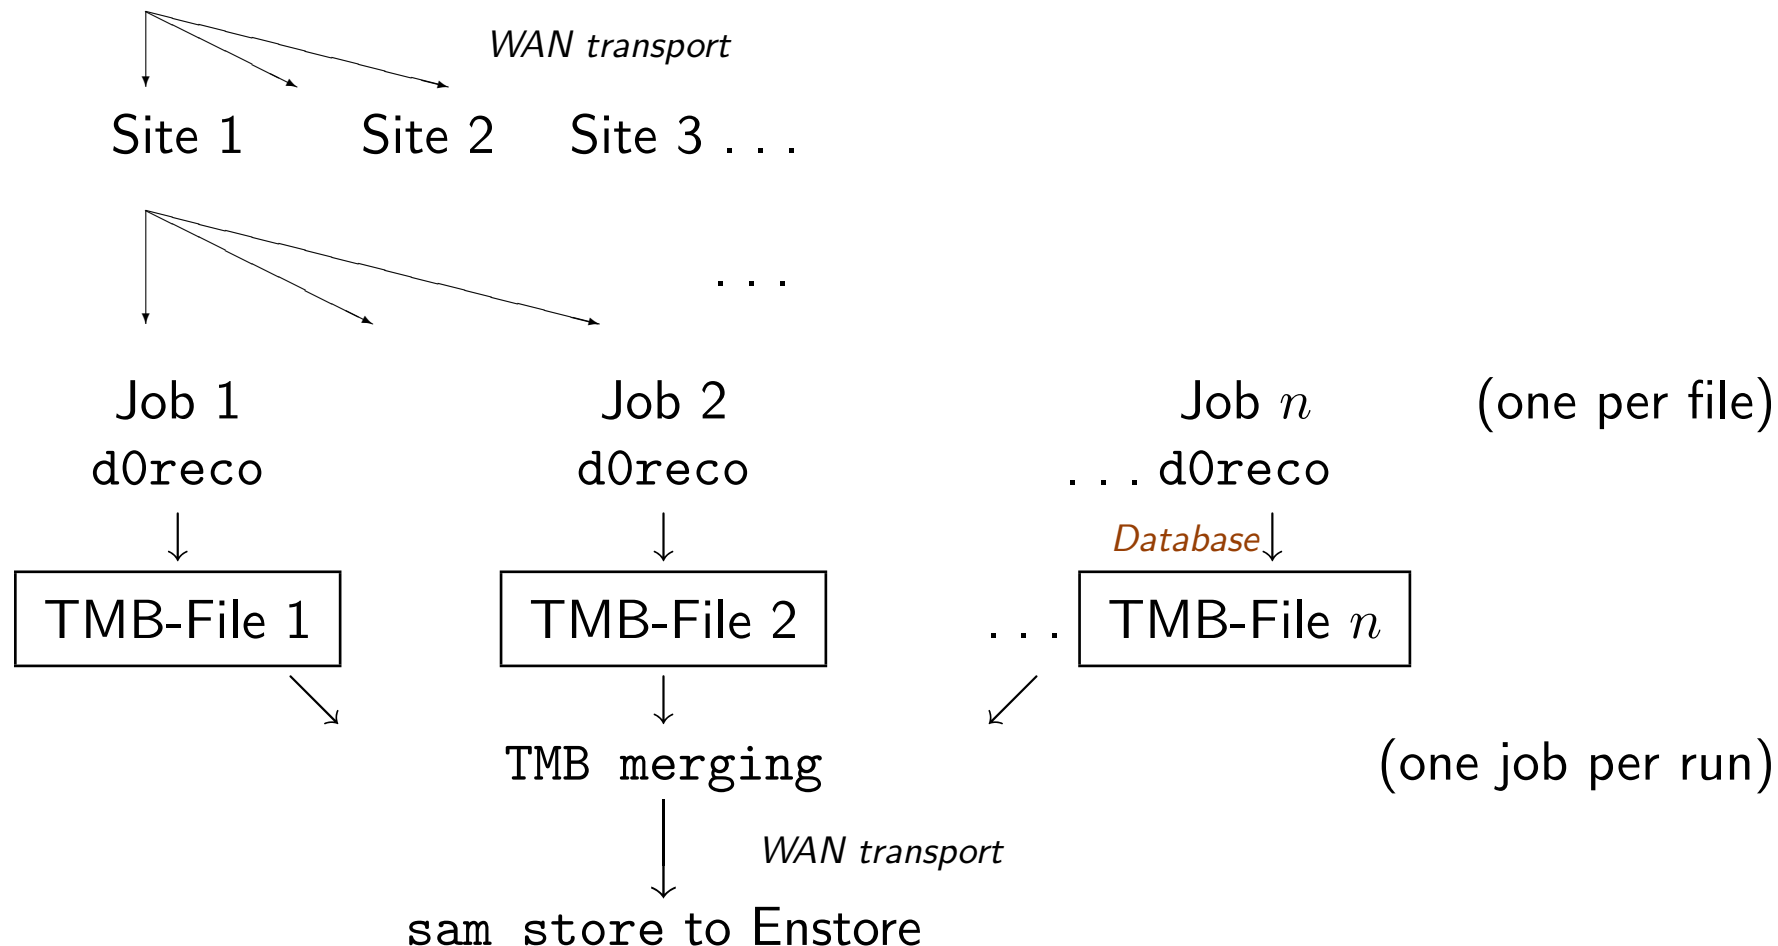 WAN transport
Site 1 Site 2 Site 3 . . .
. . .
Job 1 Job 2 Job n (one per file)
d0reco d0reco . . . d0reco
Database
TMB-File 1 TMB-File 2 . . . TMB-File n
TMB merging (one job per run)
WAN transport
sam store to Enstore